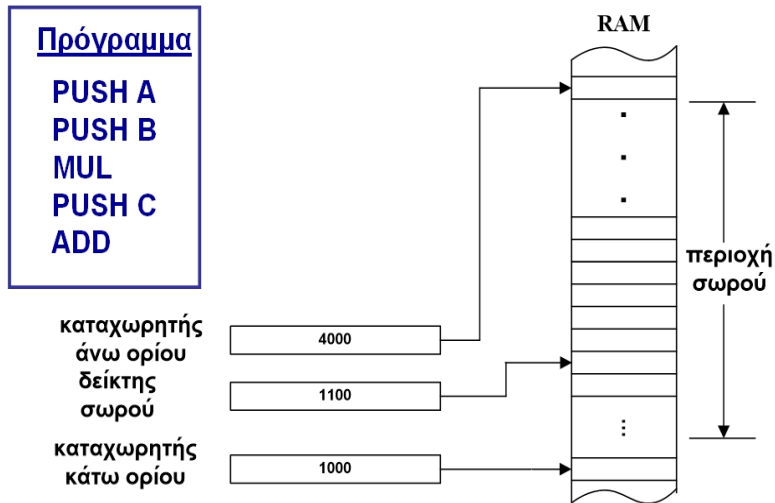 Πρόγραμμα
PUSH A
PUSH B
MUL
PUSH C
ADD
RAM
περιοχή
σωρού
καταχωρητής
άνω ορίου
4000
δείκτης
σωρού
1100
καταχωρητής
κάτω ορίου
1000